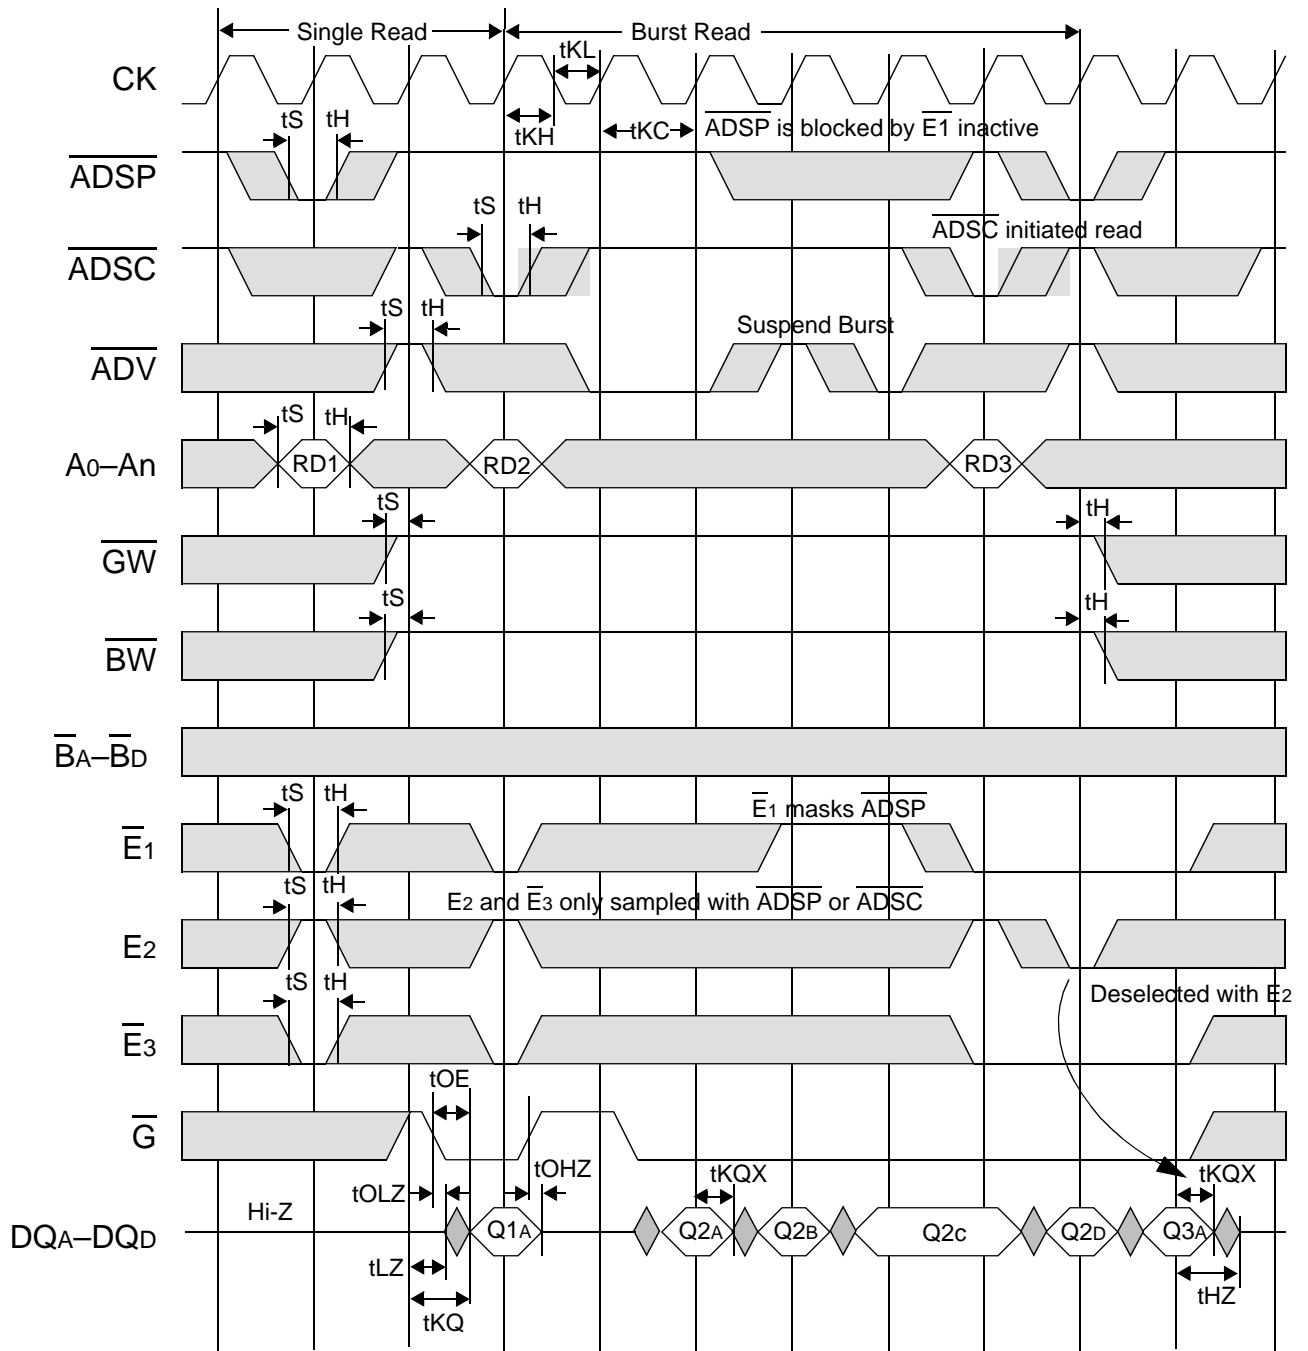 Single Read Burst Read
CK tKL
tS tH tKH tKC ADSP is blocked by E1 inactive
ADSP
tS tH ADSC initiated read
ADSC
tS tH Suspend Burst
ADV
tS tH
A0–An RD1 RD2 RD3
tS tH
GW
tS tH
BW
BA–BD
tS tH E1 masks ADSP
E1
tS tH E2 and E3 only sampled with ADSP or ADSC
E2
tS tH Deselected with E2
E3
tOE
G
tOLZ tOHZ tKQX tKQX
Hi-Z
DQA–DQD Q1A Q2A Q2B Q2c Q2D Q3A
tLZ tHZ
tKQ